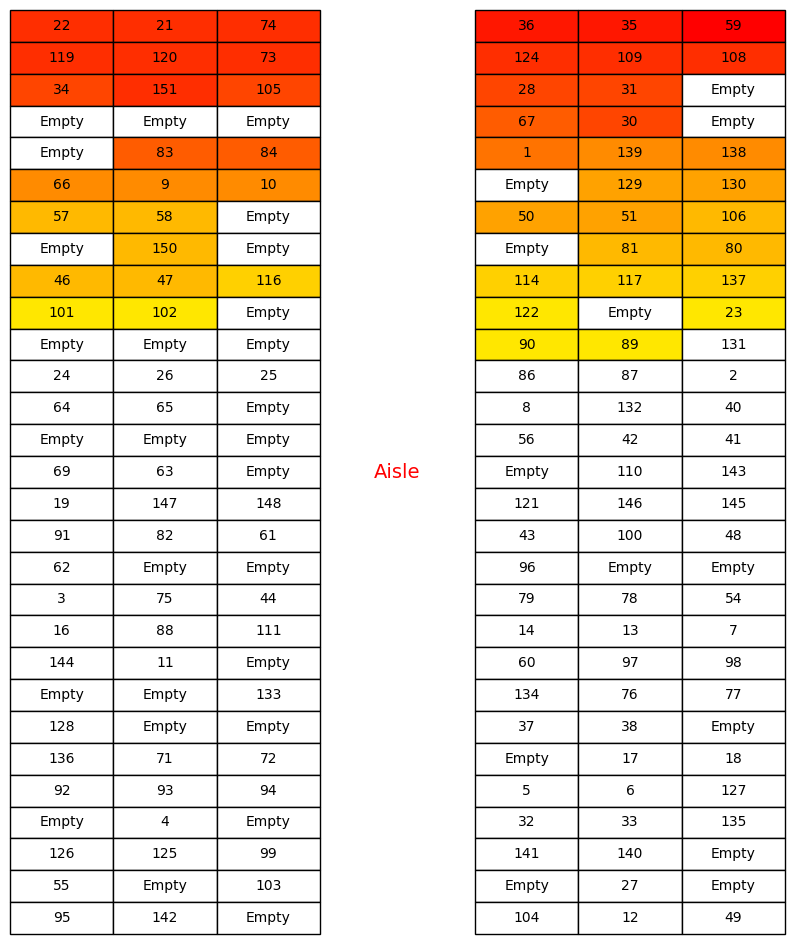 22 21 74 36 35 59
119 120 73 124 109 108
34 151 105 28 31 Empty
Empty Empty Empty 67 30 Empty
Empty 83 84 1 139 138
66 9 10 Empty 129 130
57 58 Empty 50 51 106
Empty 150 Empty Empty 81 80
46 47 116 114 117 137
101 102 Empty 122 Empty 23
Empty Empty Empty 90 89 131
24 26 25 86 87 2
64 65 Empty 8 132 40
Empty Empty Empty 56 42 41
69 63 Empty Aisle Empty 110 143
19 147 148 121 146 145
91 82 61 43 100 48
62 Empty Empty 96 Empty Empty
3 75 44 79 78 54
16 88 111 14 13 7
144 11 Empty 60 97 98
Empty Empty 133 134 76 77
128 Empty Empty 37 38 Empty
136 71 72 Empty 17 18
92 93 94 5 6 127
Empty 4 Empty 32 33 135
126 125 99 141 140 Empty
55 Empty 103 Empty 27 Empty
95 142 Empty 104 12 49